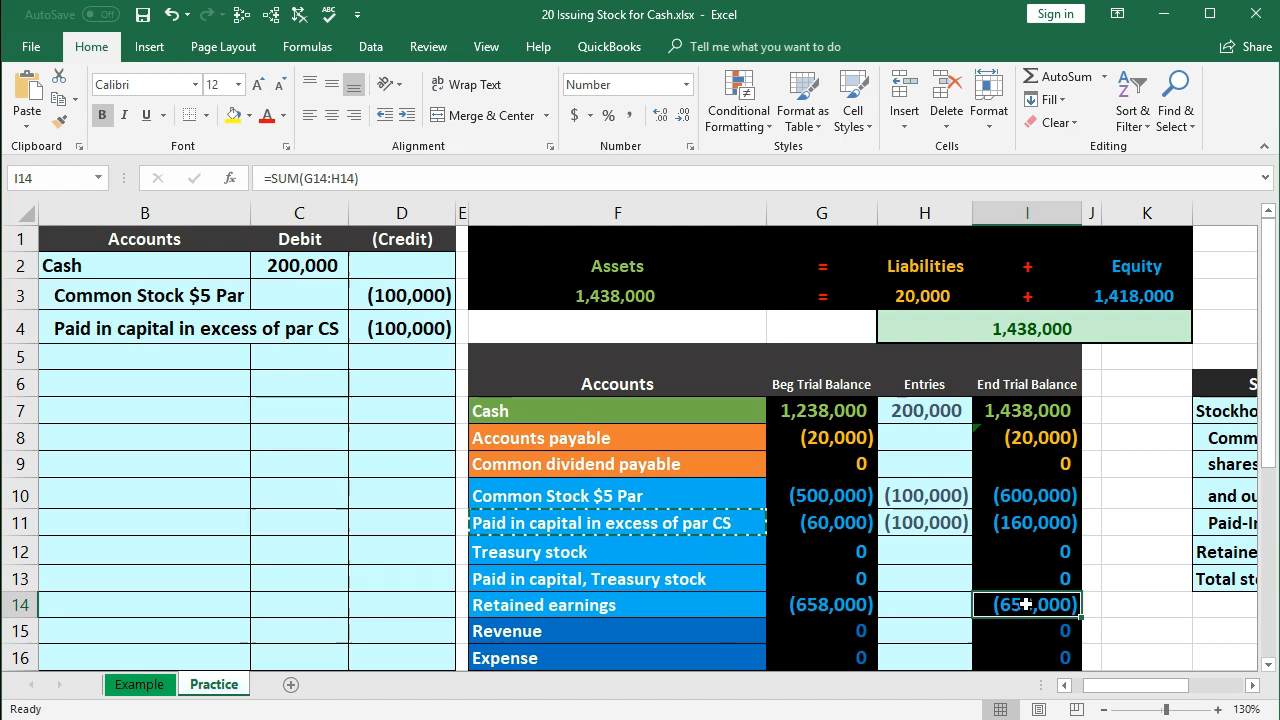 AutoSave Off 20 Issuing Stock for Cash.xlsx - Excel Sign in
File Home Insert Page Layout Formulas Data Review View Help QuickBooks Tell me what you want to do Share
Paste Calibri 12 Wrap Text Number Conditional Formatting Format as Table Cell Styles Insert Delete Format AutoSum Sort & Filter Find & Select
B I U A Merge & Center $ % , Fill
Clear
Clipboard Font Alignment Number Styles Cells Editing
I14 fx =SUM(G14:H14)
B C D E F G H I J K
1 Accounts Debit (Credit)
2 Cash 200,000 Assets = Liabilities + Equity
3 Common Stock $5 Par (100,000) 1,438,000 = 20,000 + 1,418,000
4 Paid in capital in excess of par CS (100,000) 1,438,000
5
6 Accounts Beg Trial Balance Entries End Trial Balance S
7 Cash 1,238,000 200,000 1,438,000 Stockho
8 Accounts payable (20,000) (20,000) Comm
9 Common dividend payable 0 0 shares
10 Common Stock $5 Par (500,000) (100,000) (600,000) and ou
11 Paid in capital in excess of par CS (60,000) (100,000) (160,000) Paid-In
12 Treasury stock 0 0 Retaine
13 Paid in capital, Treasury stock 0 0 Total sto
14 Retained earnings (658,000)
15 Revenue 0 0
16 Expense 0 0
Example Practice
Ready 130%